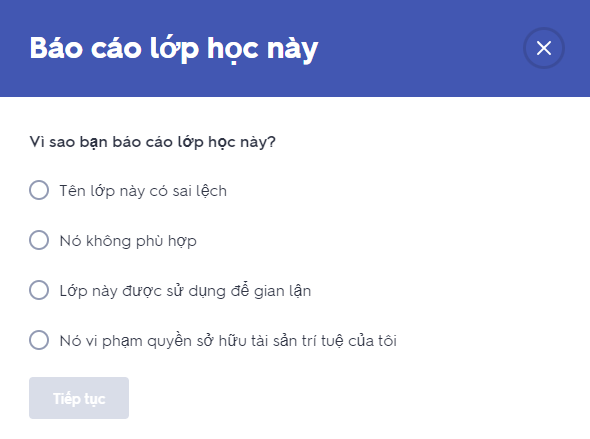 Báo cáo lớp học này
Vì sao bạn báo cáo lớp học này?
Tên lớp này có sai lệch
Nó không phù hợp
Lớp này được sử dụng để gian lận
Nó vi phạm quyền sở hữu tài sản trí tuệ của tôi
Tiếp tục